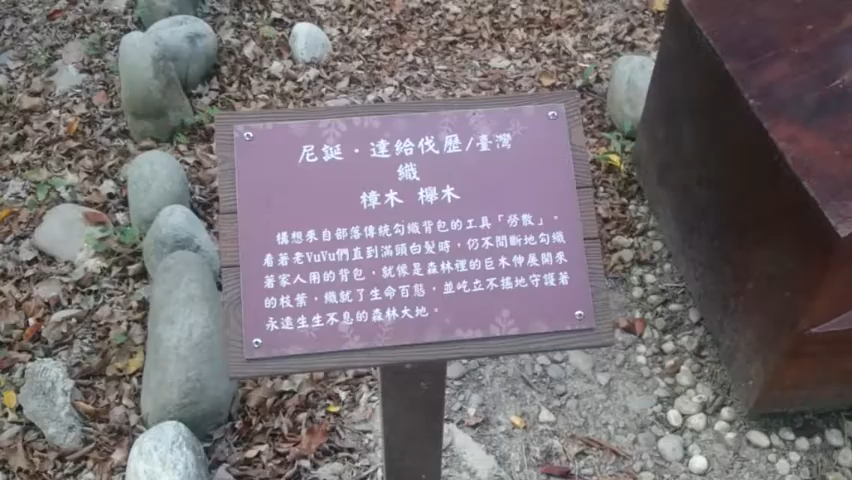 尼誕・達給伐歷/臺灣
織
樟木 櫸木
構想來自部落傳統勾織背包的工具「勞散」。
看著老VuVu們直到滿頭白髮時，仍不間斷地勾織
著家人用的背包，就像是森林裡的巨木伸展開來
的枝葉，織就了生命百態，並屹立不搖地守護著
永遠生生不息的森林大地。